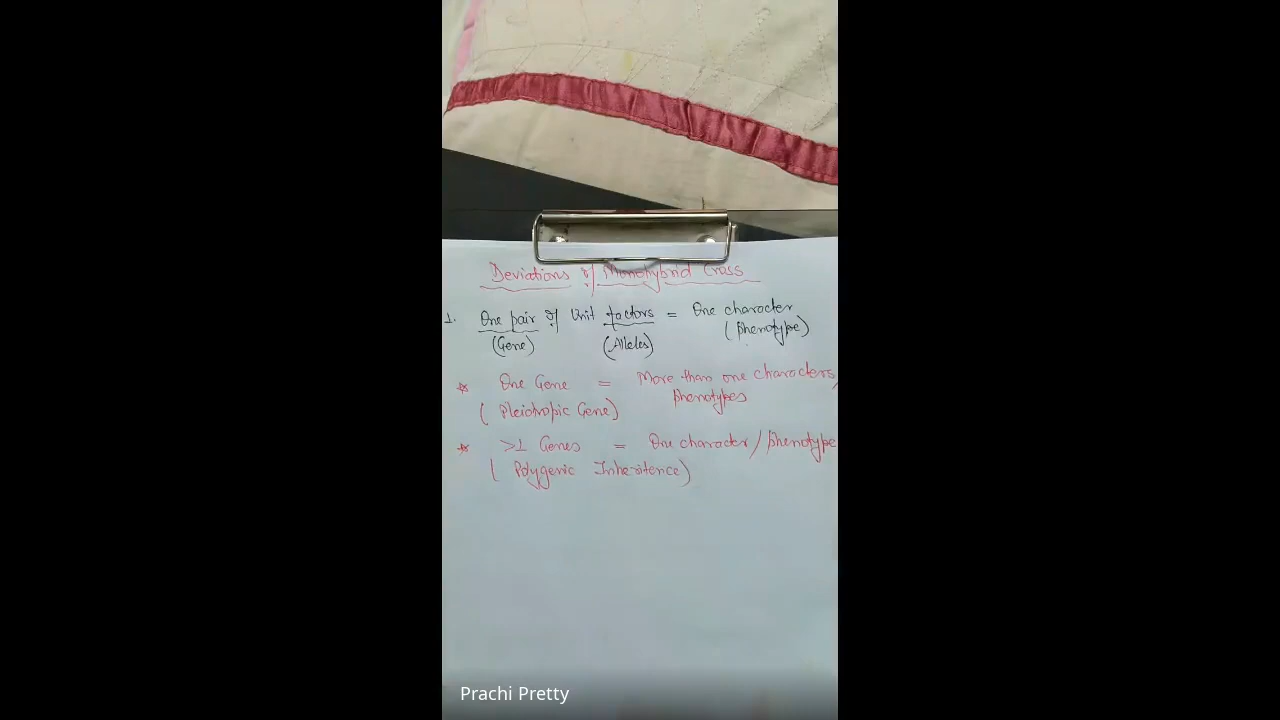 Deviations of Monohybrid Cross
1. One pair of Unit factors = One character
(Gene) (Alleles) (phenotype)
* One Gene = More than one characters/
(Pleiotropic Gene) phenotypes
* >1 Genes = One character/phenotype
( Polygenic Inheritence)
Prachi Pretty